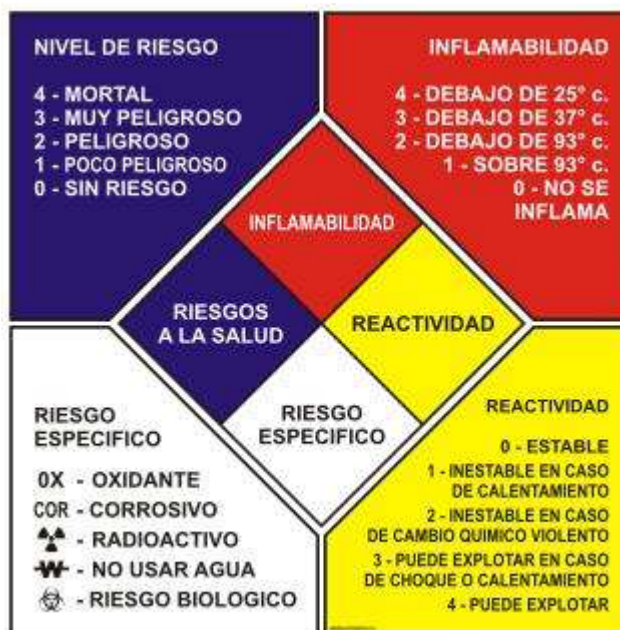 NIVEL DE RIESGO
4 - MORTAL
3 - MUY PELIGROSO
2 - PELIGROSO
1 - POCO PELIGROSO
0 - SIN RIESGO
INFLAMABILIDAD
4 - DEBAJO DE 25° c.
3 - DEBAJO DE 37° c.
2 - DEBAJO DE 93° c.
1 - SOBRE 93° c.
0 - NO SE
INFLAMA
INFLAMABILIDAD
RIESGOS
A LA SALUD
REACTIVIDAD
RIESGO
ESPECIFICO
RIESGO
ESPECIFICO
0X - OXIDANTE
COR - CORROSIVO
- RADIOACTIVO
W - NO USAR AGUA
- RIESGO BIOLOGICO
REACTIVIDAD
0 - ESTABLE
1 - INESTABLE EN CASO
DE CALENTAMIENTO
2 - INESTABLE EN CASO
DE CAMBIO QUIMICO VIOLENTO
3 - PUEDE EXPLOTAR EN CASO
DE CHOQUE O CALENTAMIENTO
4 - PUEDE EXPLOTAR